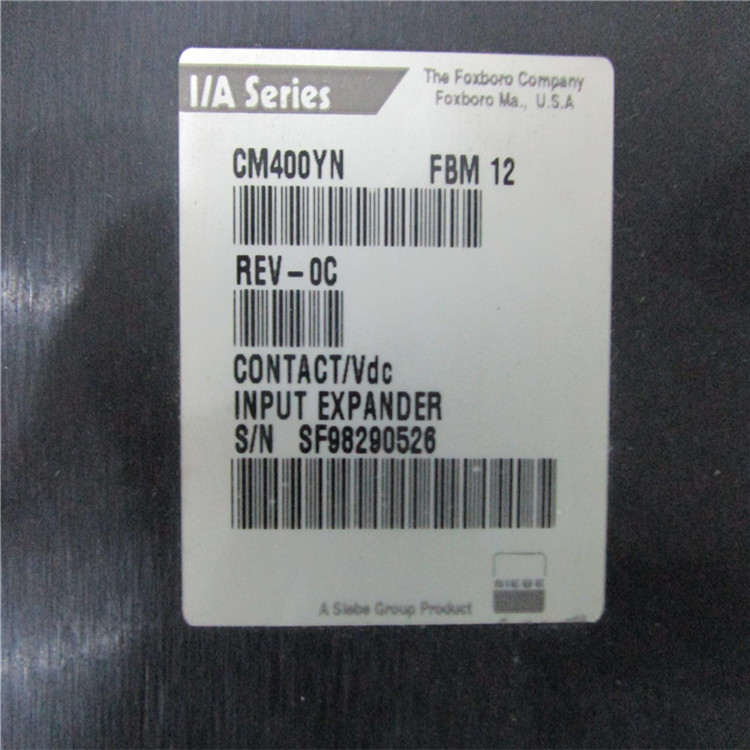 I/A Series
The Foxboro Company
Foxboro Ma., U.S.A
CM400YN FBM 12
REV-0C
CONTACT/Vdc
INPUT EXPANDER
S/N SF98290526
SIEBE
A Siebe Group Product